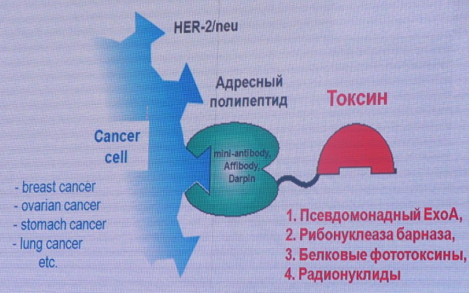 HER-2/neu
Адресный
полипептид
Токсин
Cancer
cell
mini-antibody,
Affibody,
Darpin
- breast cancer
- ovarian cancer
- stomach cancer
- lung cancer
etc.
1. Псевдомонадный ExoA,
2. Рибонуклеаза барназа,
3. Белковые фототоксины,
4. Радионуклиды